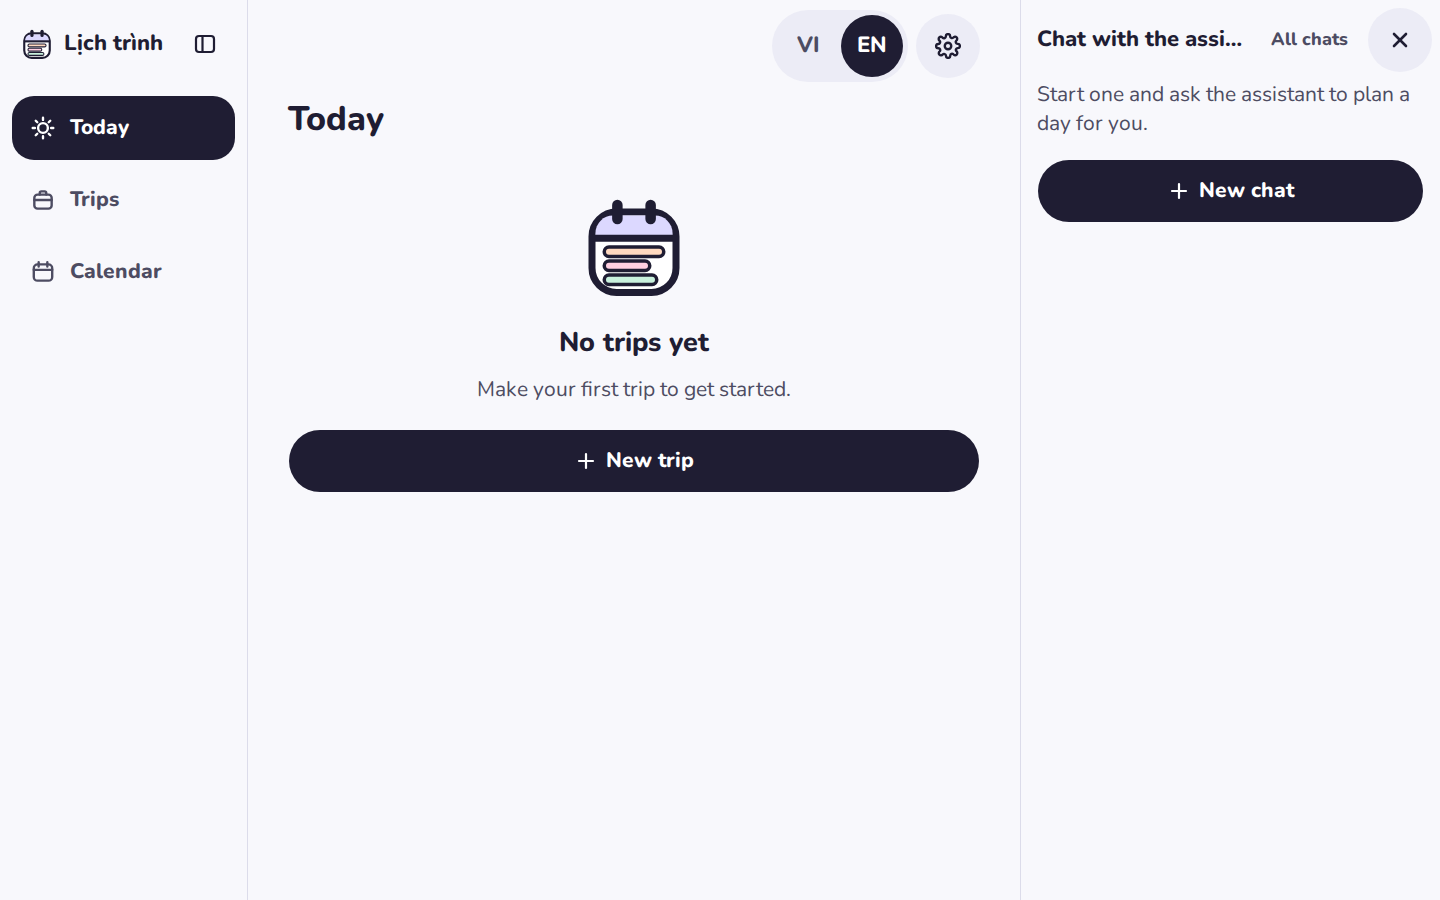 Lịch trình
Today
Trips
Calendar
VI
EN
Today
No trips yet
Make your first trip to get started.
New trip
Chat with the assi...
All chats
Start one and ask the assistant to plan a
day for you.
New chat